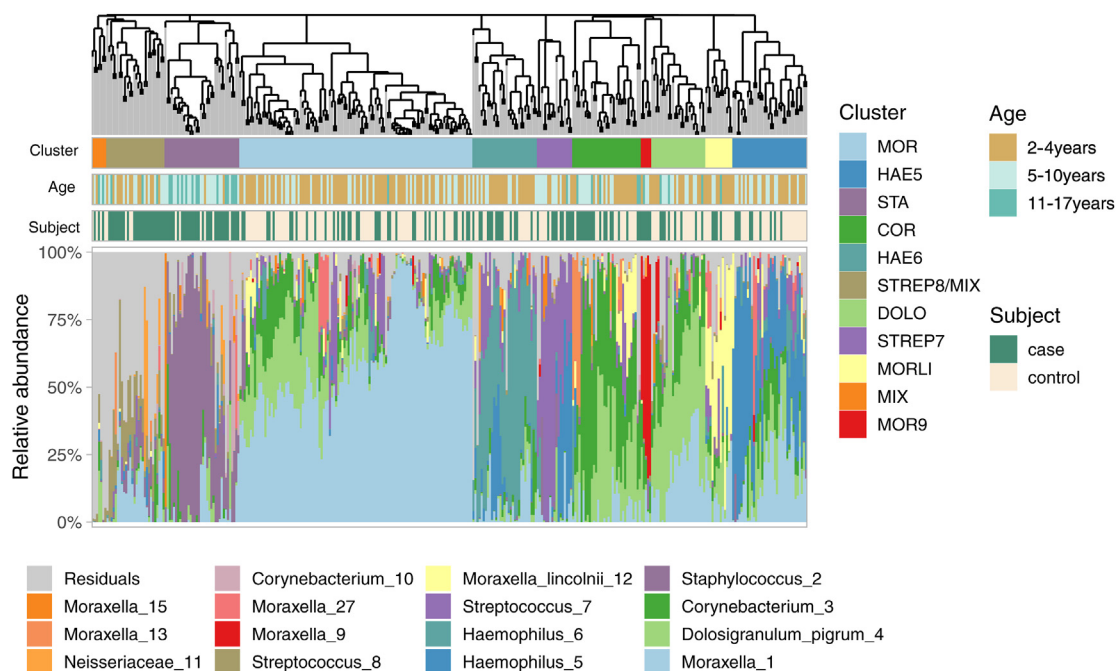 Cluster
Age
Subject
100%
75%
50%
25%
0%
Relative abundance
Cluster
MOR
HAE5
STA
COR
HAE6
STREP8/MIX
DOLO
STREP7
MORLI
MIX
MOR9
Age
2-4years
5-10years
11-17years
Subject
case
control
Residuals
Moraxella_15
Moraxella_13
Neisseriaceae_11
Corynebacterium_10
Moraxella_27
Moraxella_9
Streptococcus_8
Moraxella_lincolnii_12
Streptococcus_7
Haemophilus_6
Haemophilus_5
Staphylococcus_2
Corynebacterium_3
Dolosigranulum_pigrum_4
Moraxella_1